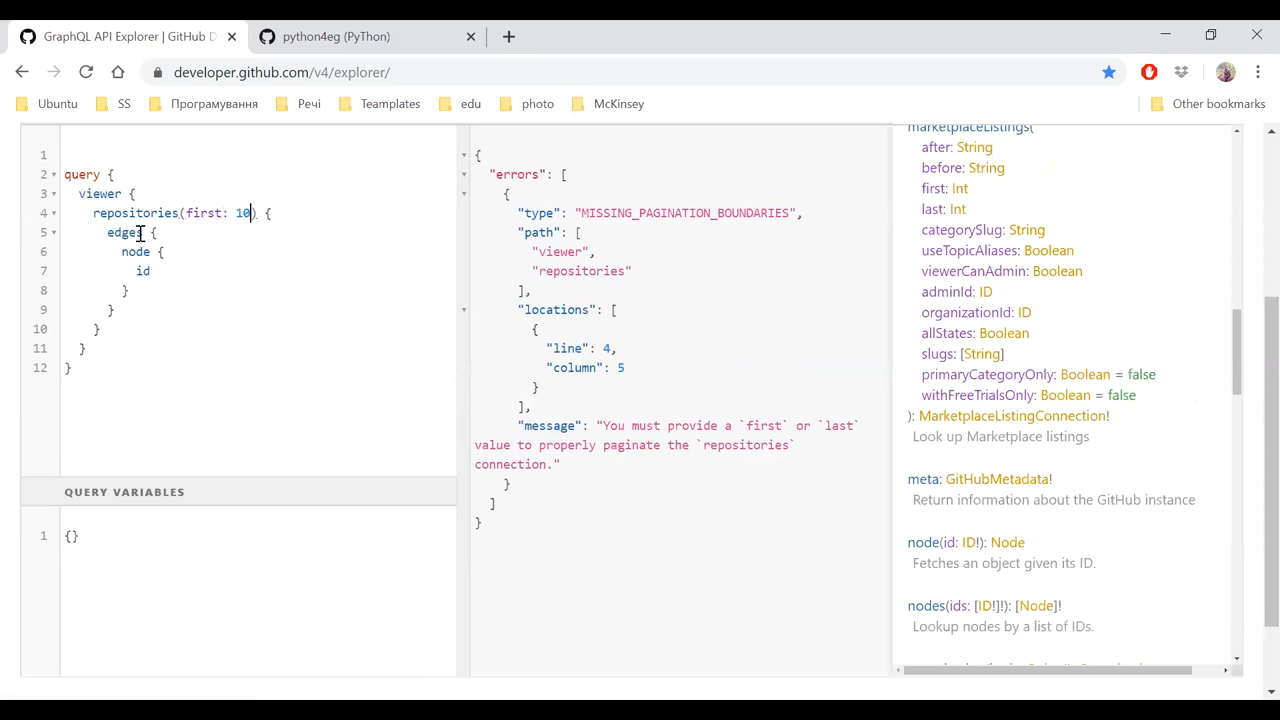 GraphQL API Explorer | GitHub D
python4eg (PyThon)
developer.github.com/v4/explorer/
Ubuntu
SS
Програмування
Речі
Teamplates
edu
photo
McKinsey
Other bookmarks
1
2 query {
3 viewer {
4 repositories(first: 10) {
5 edges {
6 node {
7 id
8 }
9 }
10 }
11 }
12 }
QUERY VARIABLES
1 {}
{
"errors": [
{
"type": "MISSING_PAGINATION_BOUNDARIES",
"path": [
"viewer",
"repositories"
],
"locations": [
{
"line": 4,
"column": 5
}
],
"message": "You must provide a `first` or `last`
value to properly paginate the `repositories`
connection."
}
]
}
marketplaceListings(
after: String
before: String
first: Int
last: Int
categorySlug: String
useTopicAliases: Boolean
viewerCanAdmin: Boolean
adminId: ID
organizationId: ID
allStates: Boolean
slugs: [String]
primaryCategoryOnly: Boolean = false
withFreeTrialsOnly: Boolean = false
): MarketplaceListingConnection!
Look up Marketplace listings
meta: GitHubMetadata!
Return information about the GitHub instance
node(id: ID!): Node
Fetches an object given its ID.
nodes(ids: [ID!]!): [Node]!
Lookup nodes by a list of IDs.